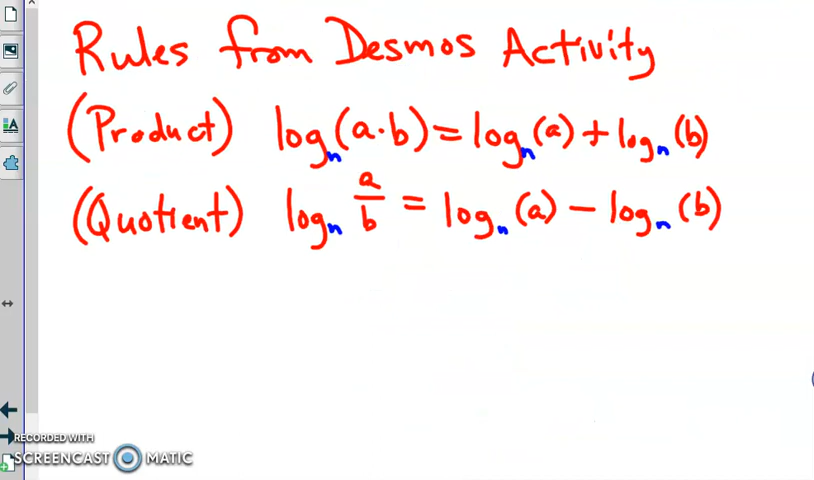 Rules from Desmos Activity
(Product) logₙ(a·b) = logₙ(a) + logₙ(b)
(Quotient) logₙ a/b = logₙ(a) − logₙ(b)
RECORDED WITH
SCREENCAST MATIC